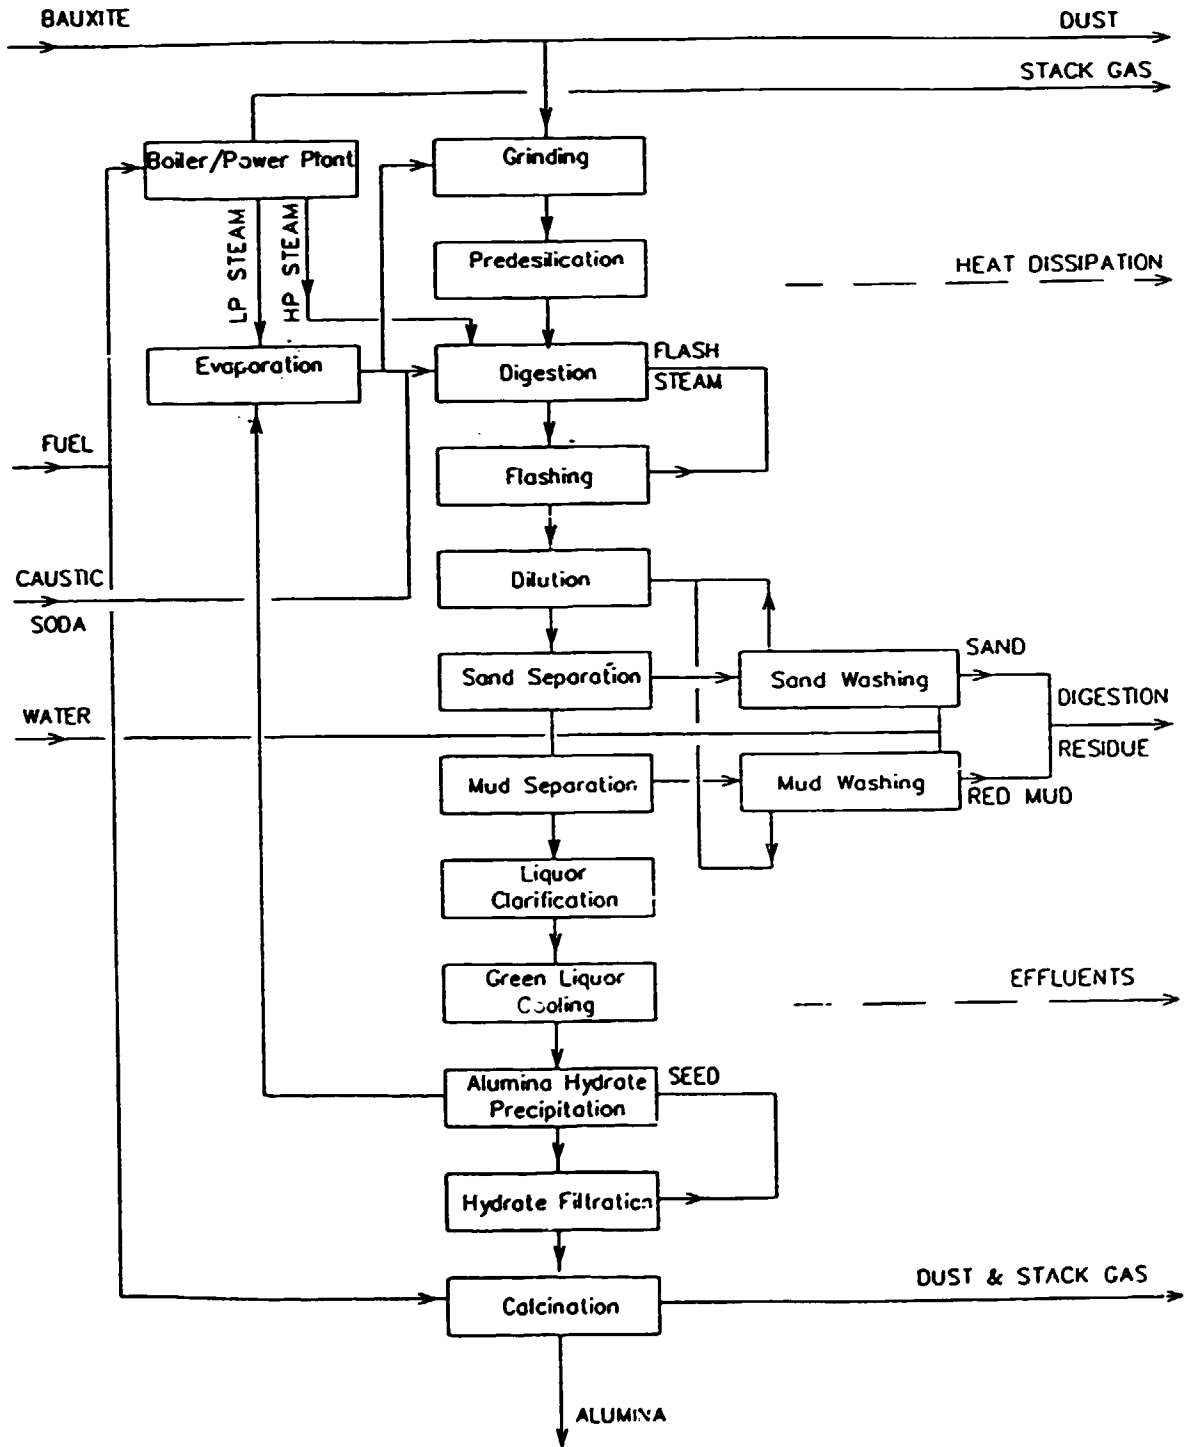 BAUXITE
DUST
STACK GAS
Boiler/Power Plant
Grinding
LP STEAM
HP STEAM
Predesilication
HEAT DISSIPATION
Evaporation
Digestion
FLASH
STEAM
FUEL
Flashing
CAUSTIC
SODA
Dilution
Sand Separation
Sand Washing
SAND
DIGESTION
RESIDUE
WATER
Mud Separation
Mud Washing
RED MUD
Liquor
Clarification
Green Liquor
Cooling
EFFLUENTS
Alumina Hydrate
Precipitation
SEED
Hydrate Filtration
Calcination
DUST & STACK GAS
ALUMINA